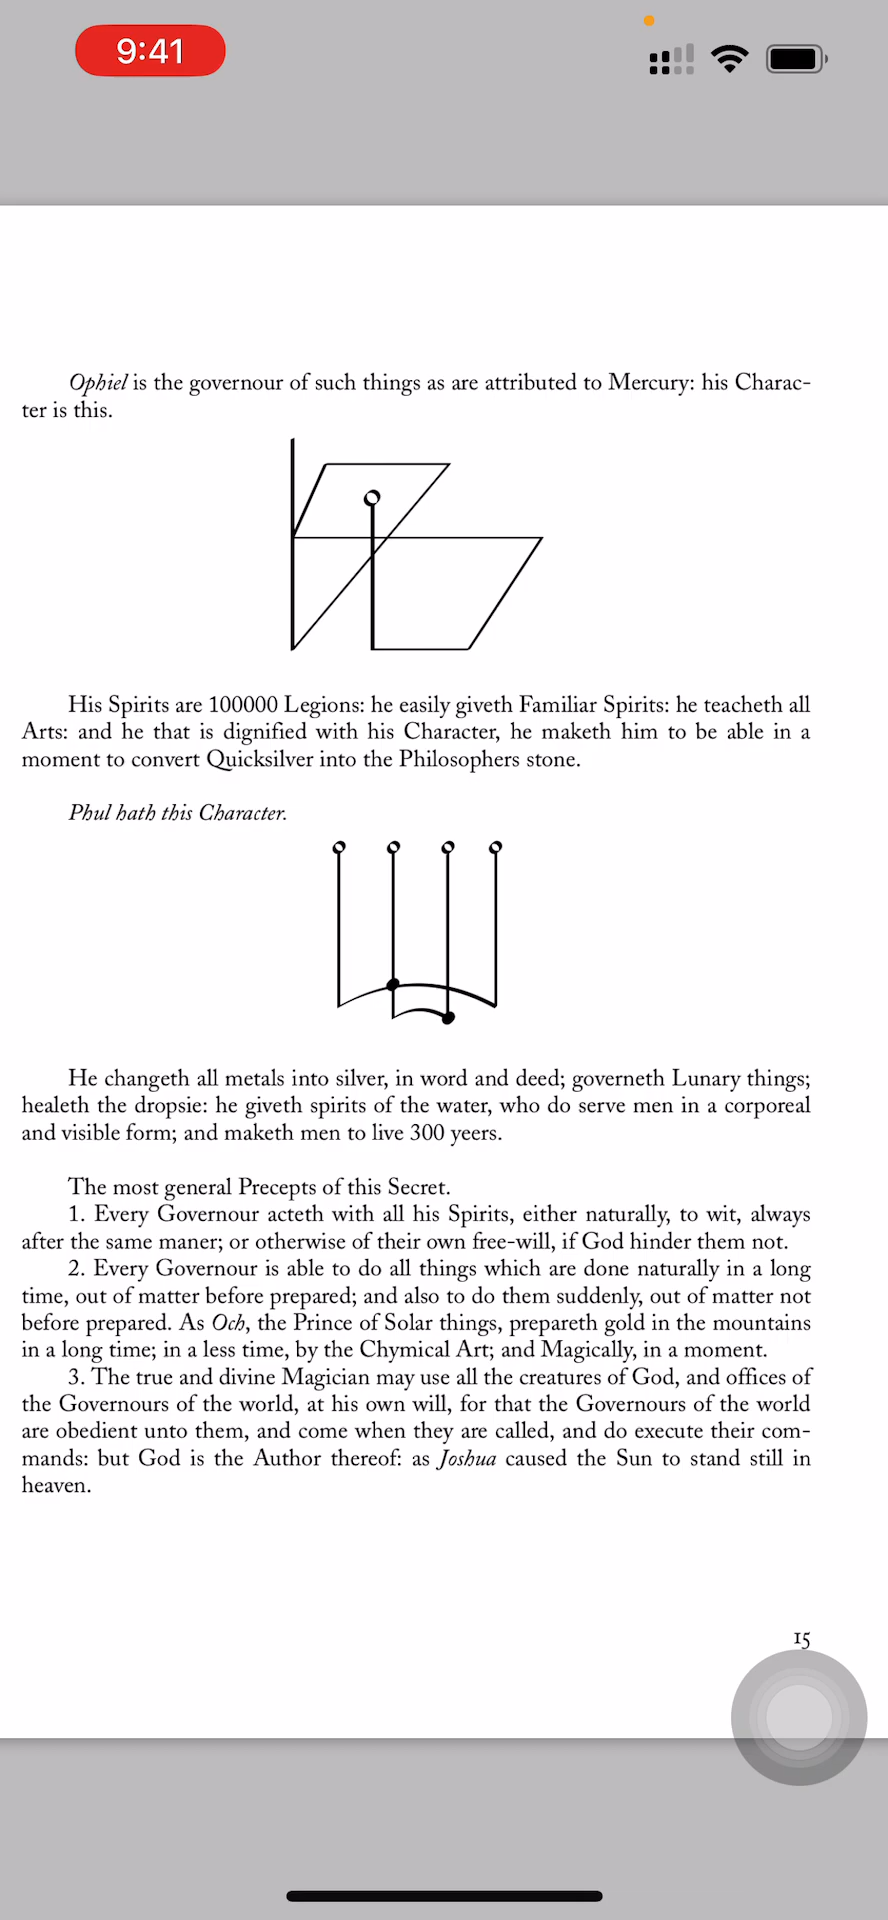 9:41
Ophiel is the governour of such things as are attributed to Mercury: his Charac-
ter is this.
His Spirits are 100000 Legions: he easily giveth Familiar Spirits: he teacheth all
Arts: and he that is dignified with his Character, he maketh him to be able in a
moment to convert Quicksilver into the Philosophers stone.
Phul hath this Character.
He changeth all metals into silver, in word and deed; governeth Lunary things;
healeth the dropsie: he giveth spirits of the water, who do serve men in a corporeal
and visible form; and maketh men to live 300 yeers.
The most general Precepts of this Secret.
1. Every Governour acteth with all his Spirits, either naturally, to wit, always
after the same maner; or otherwise of their own free-will, if God hinder them not.
2. Every Governour is able to do all things which are done naturally in a long
time, out of matter before prepared; and also to do them suddenly, out of matter not
before prepared. As Och, the Prince of Solar things, prepareth gold in the mountains
in a long time; in a less time, by the Chymical Art; and Magically, in a moment.
3. The true and divine Magician may use all the creatures of God, and offices of
the Governours of the world, at his own will, for that the Governours of the world
are obedient unto them, and come when they are called, and do execute their com-
mands: but God is the Author thereof: as Joshua caused the Sun to stand still in
heaven.
15